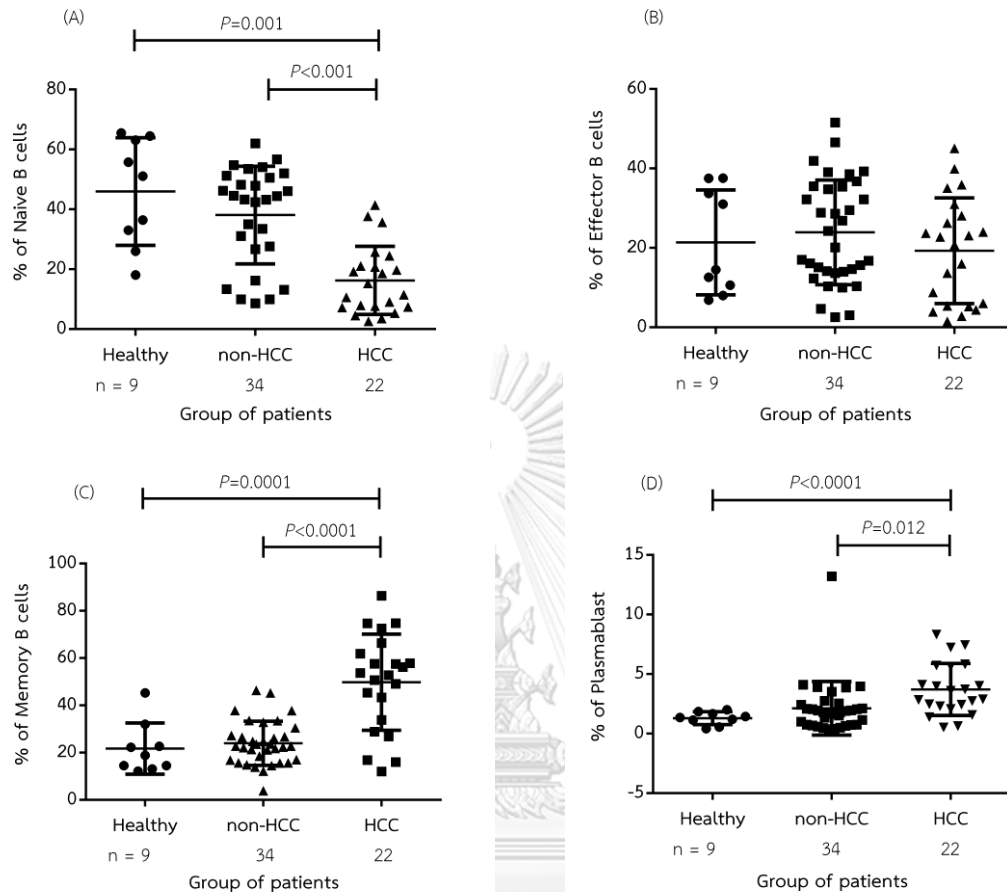 (A)
P=0.001
P<0.001
% of Naive B cells
80
60
40
20
0
Healthy non-HCC HCC
n = 9 34 22
Group of patients
(B)
% of Effector B cells
60
40
20
0
Healthy non-HCC HCC
n = 9 34 22
Group of patients
(C)
P=0.0001
P<0.0001
% of Memory B cells
100
80
60
40
20
0
Healthy non-HCC HCC
n = 9 34 22
Group of patients
(D)
P<0.0001
P=0.012
% of Plasmablast
15
10
5
0
-5
Healthy non-HCC HCC
n = 9 34 22
Group of patients